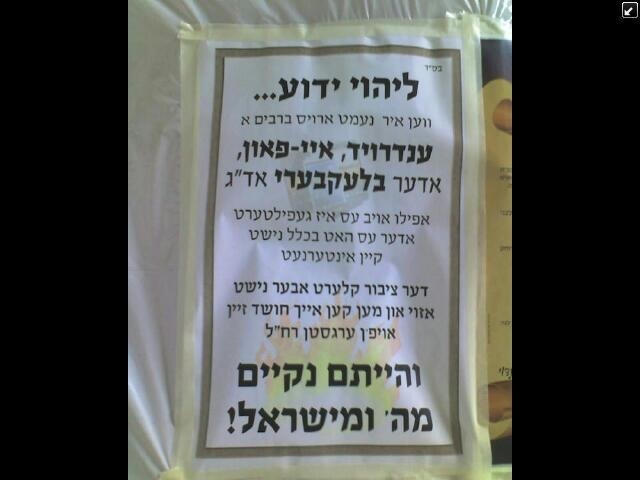 בס״ד
ליהוי ידוע...
ווען איר נעמט ארויס ברבים א
ענדרויד, איי-פאון,
אדער בלעקבערי אד״ג
אפילו אויב עס איז געפילטערט
אדער עס האט בכלל נישט
קיין אינטערנעט
דער ציבור קלערט אבער נישט
אזוי און מען קען אייך חושד זיין
אויפ׳ן ערגסטן רח״ל
והייתם נקיים
מה׳ ומישראל!